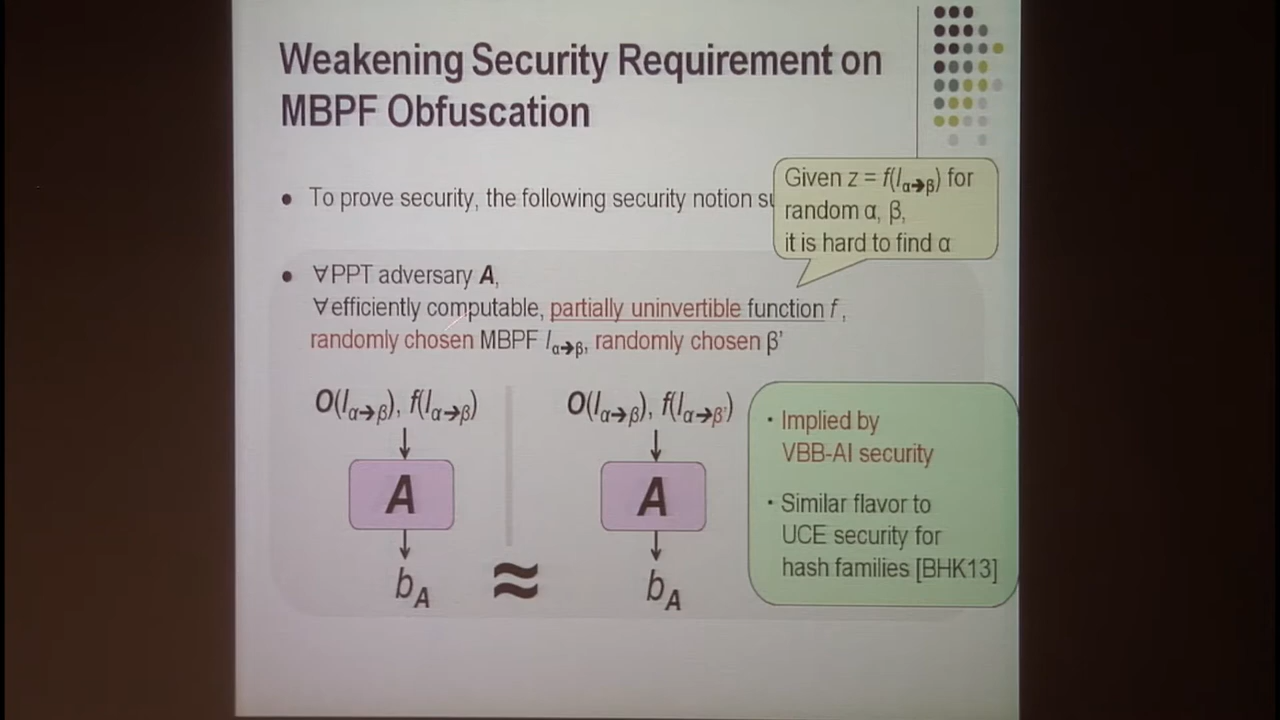 Weakening Security Requirement on
MBPF Obfuscation
• To prove security, the following security notion
Given z = f(I_α→β) for
random α, β,
it is hard to find α
• ∀PPT adversary A,
∀efficiently computable, partially uninvertible function f,
randomly chosen MBPF I_α→β, randomly chosen β'
O(I_α→β), f(I_α→β)
O(I_α→β), f(I_α→β')
A
A
b_A
≈
b_A
· Implied by
VBB-AI security
· Similar flavor to
UCE security for
hash families [BHK13]